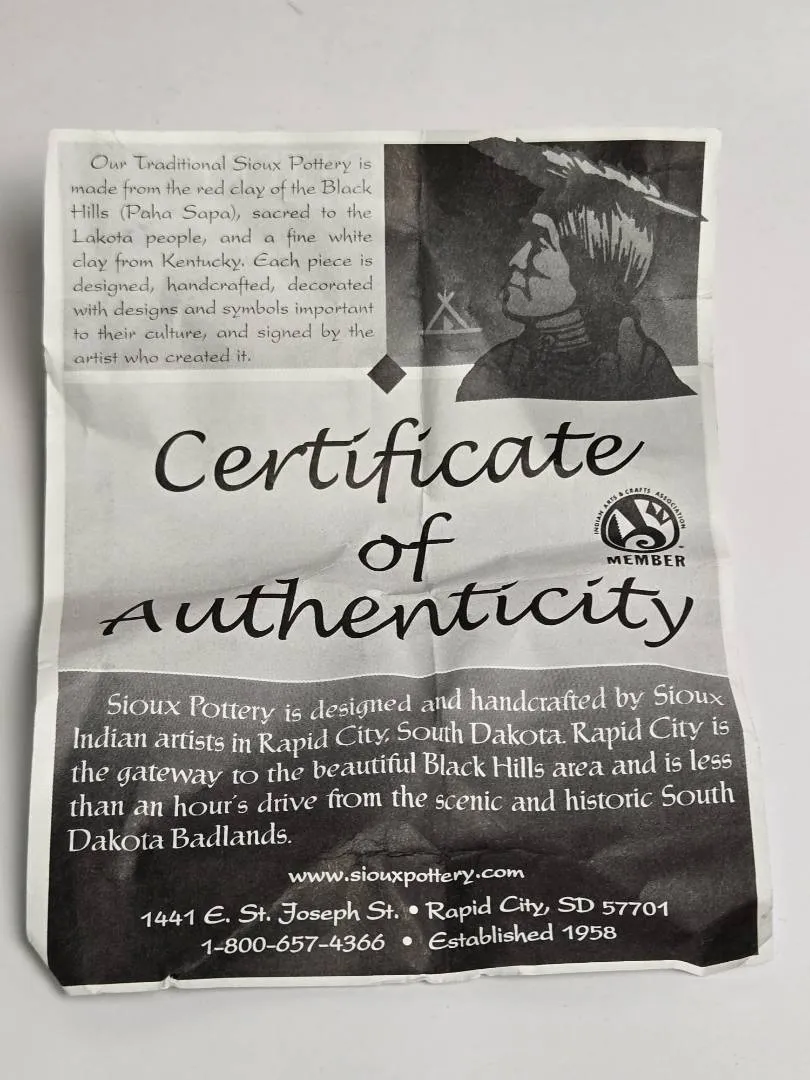 Our Traditional Sioux Pottery is
made from the red clay of the Black
Hills (Paha Sapa), sacred to the
Lakota people, and a fine white
clay from Kentucky. Each piece is
designed, handcrafted, decorated
with designs and symbols important
to their culture, and signed by the
artist who created it.
Certificate
of
Authenticity
INDIAN ARTS & CRAFTS ASSOCIATION
MEMBER
Sioux Pottery is designed and handcrafted by Sioux
Indian artists in Rapid City, South Dakota. Rapid City is
the gateway to the beautiful Black Hills area and is less
than an hour's drive from the scenic and historic South
Dakota Badlands.
www.siouxpottery.com
1441 E. St. Joseph St. • Rapid City, SD 57701
1-800-657-4366 • Established 1958